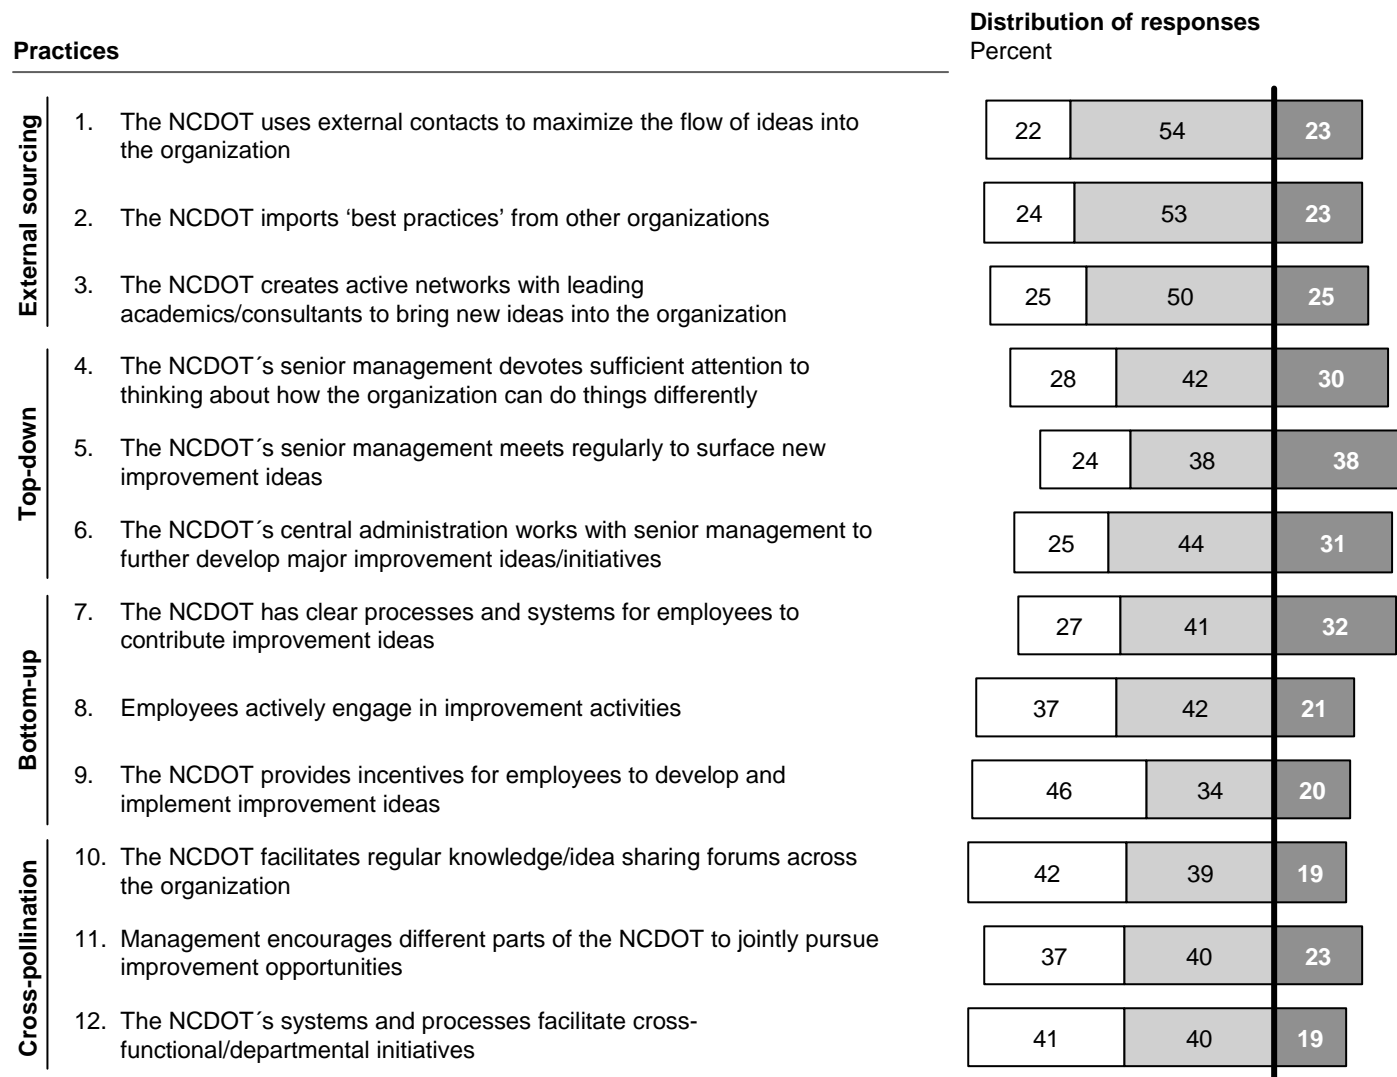 Distribution of responses
Practices
Percent
External sourcing
1. The NCDOT uses external contacts to maximize the flow of ideas into
the organization
22 54 23
2. The NCDOT imports ‘best practices’ from other organizations
24 53 23
3. The NCDOT creates active networks with leading
academics/consultants to bring new ideas into the organization
25 50 25
Top-down
4. The NCDOT´s senior management devotes sufficient attention to
thinking about how the organization can do things differently
28 42 30
5. The NCDOT´s senior management meets regularly to surface new
improvement ideas
24 38 38
6. The NCDOT´s central administration works with senior management to
further develop major improvement ideas/initiatives
25 44 31
Bottom-up
7. The NCDOT has clear processes and systems for employees to
contribute improvement ideas
27 41 32
8. Employees actively engage in improvement activities
37 42 21
9. The NCDOT provides incentives for employees to develop and
implement improvement ideas
46 34 20
Cross-pollination
10. The NCDOT facilitates regular knowledge/idea sharing forums across
the organization
42 39 19
11. Management encourages different parts of the NCDOT to jointly pursue
improvement opportunities
37 40 23
12. The NCDOT´s systems and processes facilitate cross-
functional/departmental initiatives
41 40 19